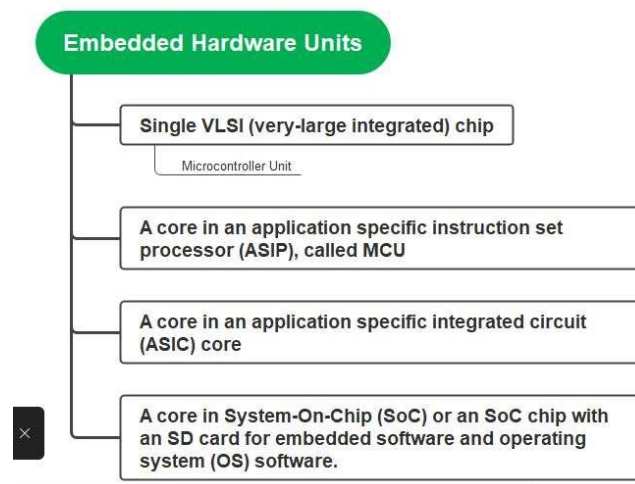 Embedded Hardware Units
Single VLSI (very-large integrated) chip
Microcontroller Unit
A core in an application specific instruction set
processor (ASIP), called MCU
A core in an application specific integrated circuit
(ASIC) core
A core in System-On-Chip (SoC) or an SoC chip with
an SD card for embedded software and operating
system (OS) software.